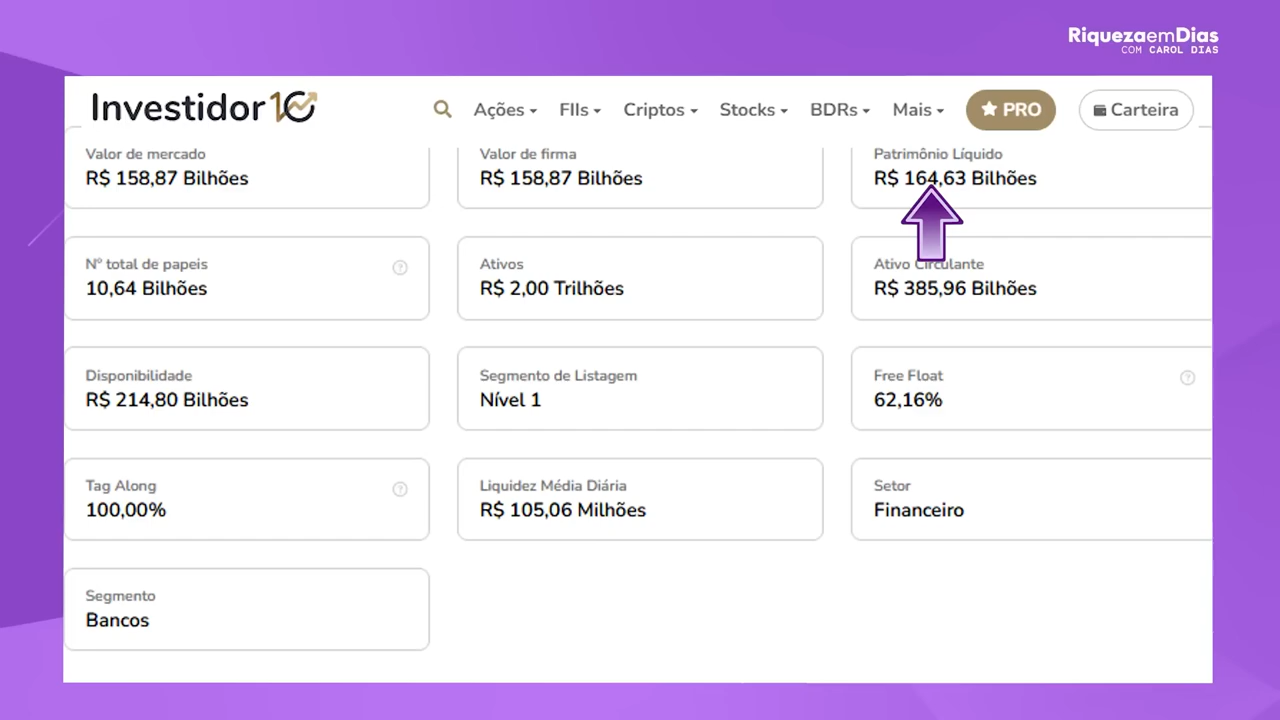 RiquezaemDias
COM CAROL DIAS
Investidor10
Ações
FIIs
Criptos
Stocks
BDRs
Mais
PRO
Carteira
Valor de mercado
R$ 158,87 Bilhões
Valor de firma
R$ 158,87 Bilhões
Patrimônio Líquido
R$ 164,63 Bilhões
Nº total de papeis
10,64 Bilhões
Ativos
R$ 2,00 Trilhões
Ativo Circulante
R$ 385,96 Bilhões
Disponibilidade
R$ 214,80 Bilhões
Segmento de Listagem
Nível 1
Free Float
62,16%
Tag Along
100,00%
Liquidez Média Diária
R$ 105,06 Milhões
Setor
Financeiro
Segmento
Bancos